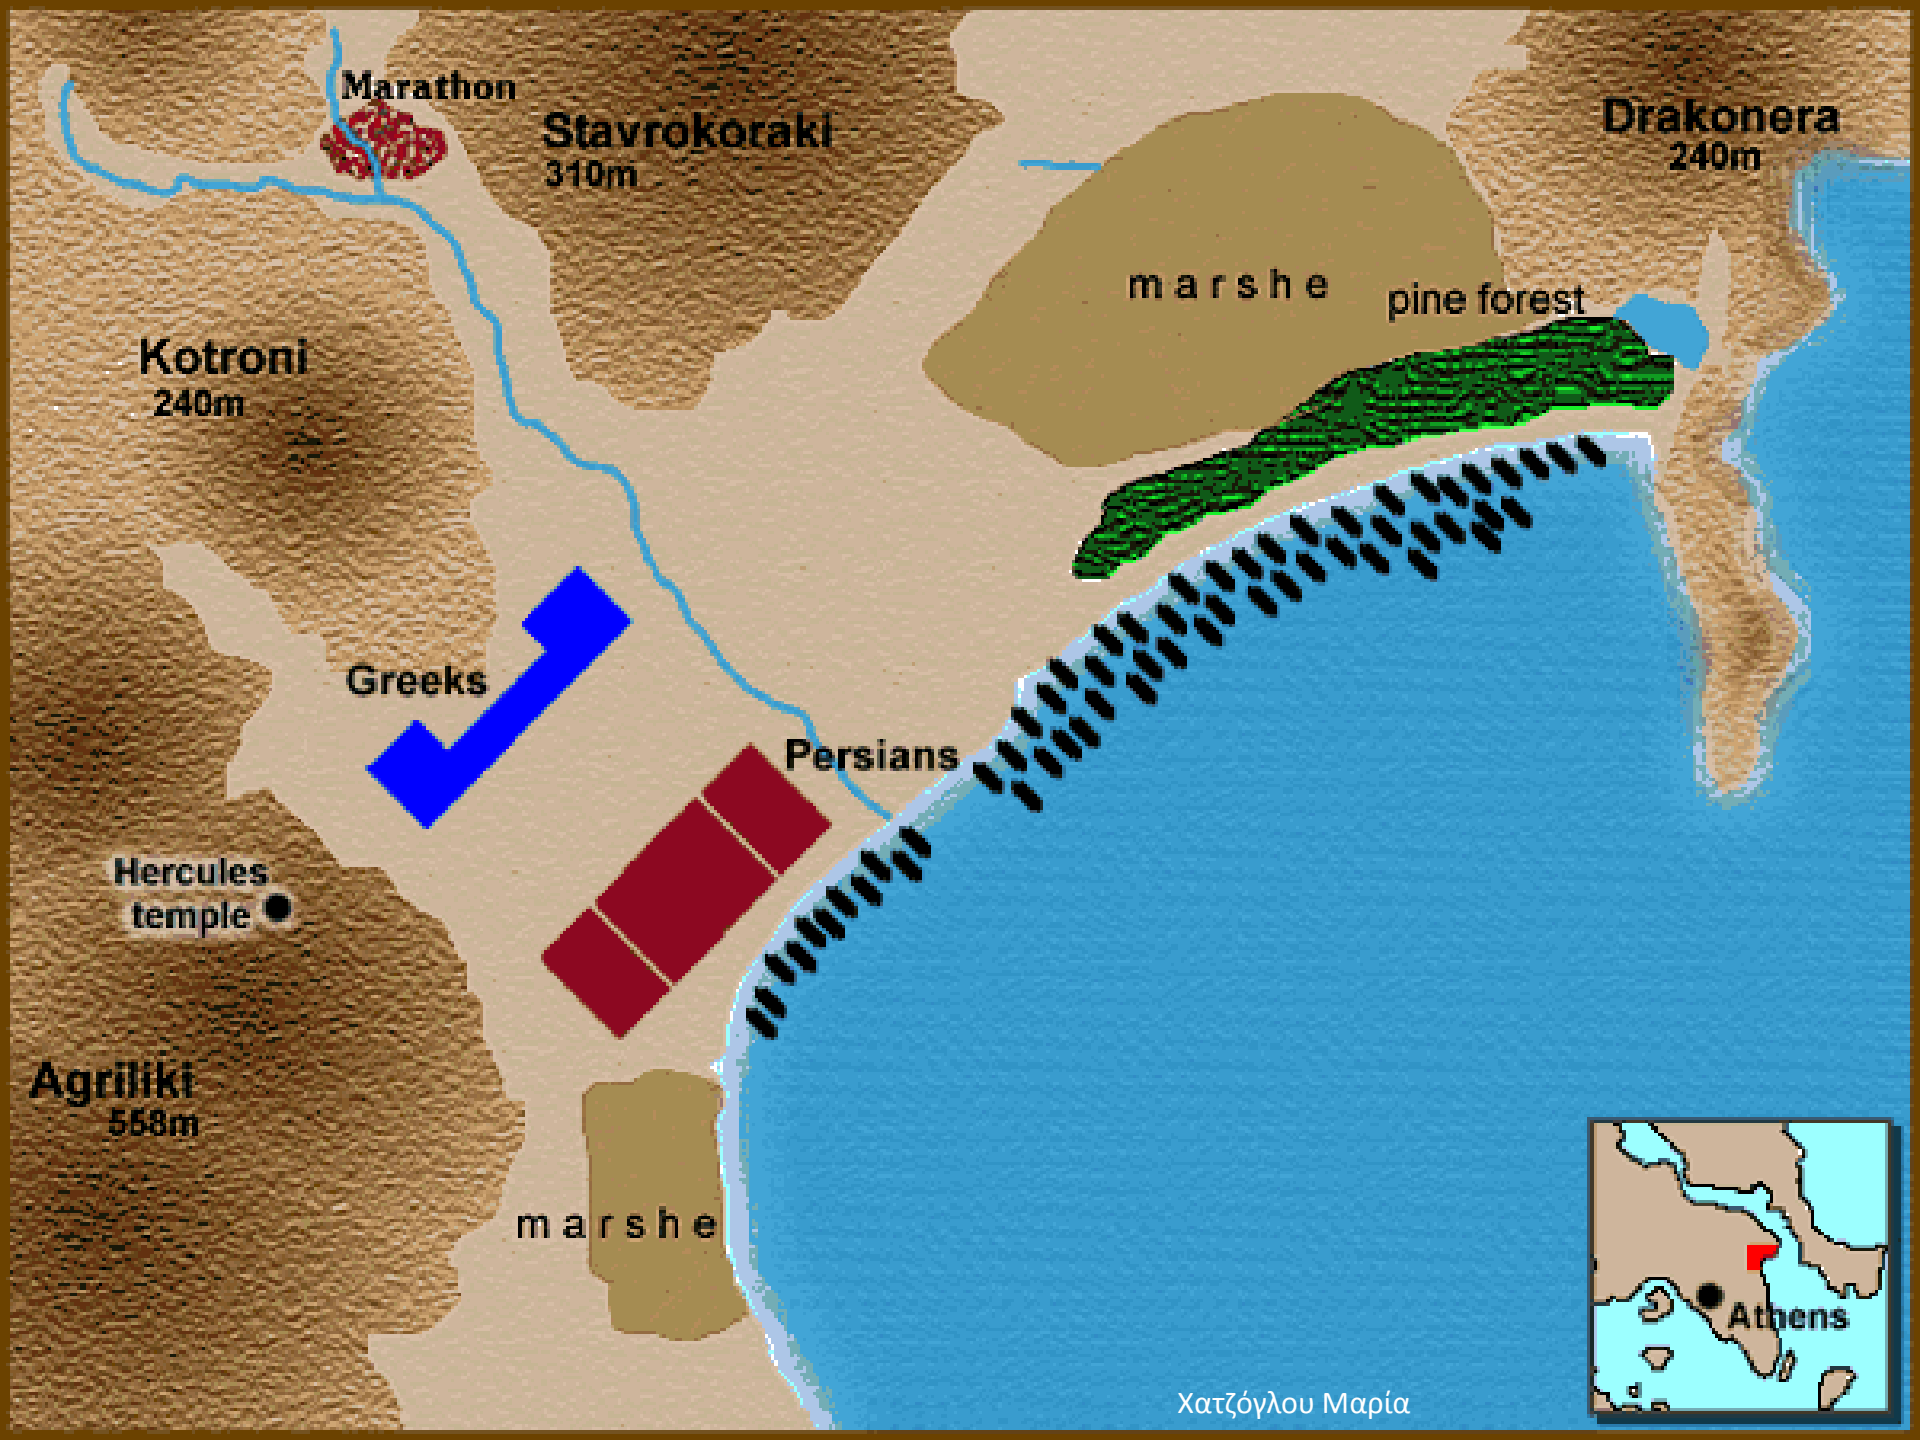 Marathon
Stavrokoraki
310m
Drakonera
240m
marshe
pine forest
Kotroni
240m
Greeks
Persians
Hercules
temple
Agriliki
558m
marshe
Athens
Χατζόγλου Μαρία